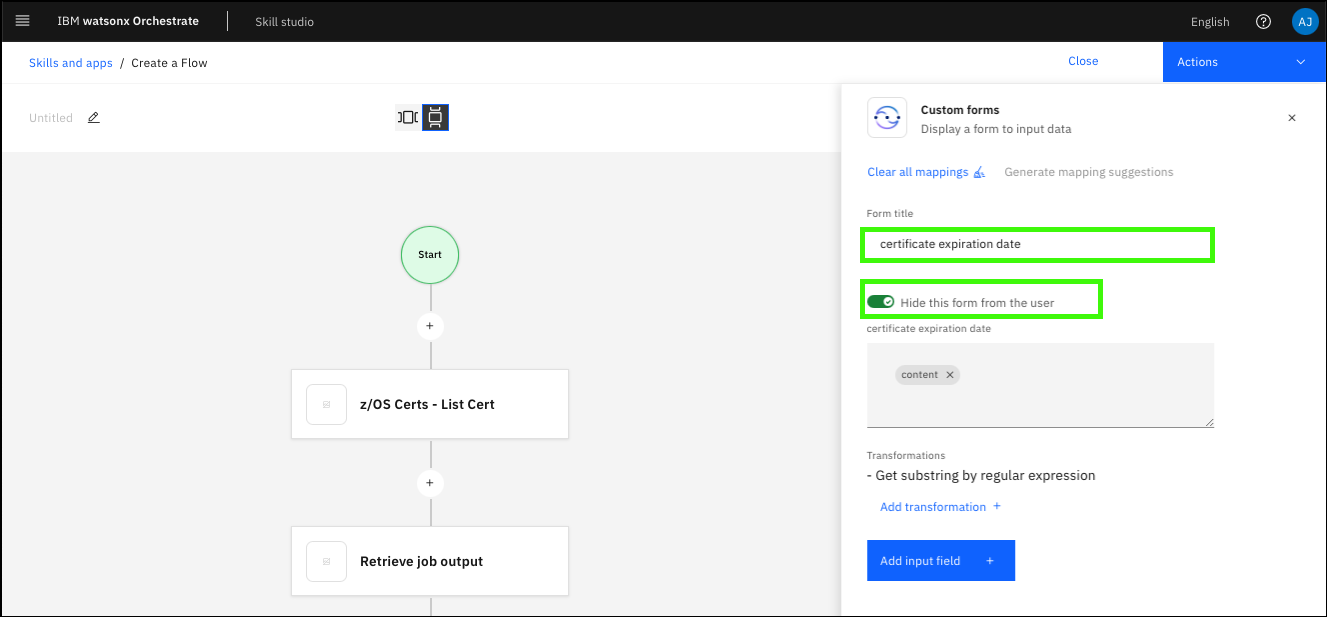 IBM watsonx Orchestrate
Skill studio
English
AJ
Skills and apps / Create a Flow
Close
Actions
Untitled
Custom forms
Display a form to input data
Clear all mappings
Generate mapping suggestions
Form title
certificate expiration date
Hide this form from the user
certificate expiration date
content
Transformations
- Get substring by regular expression
Add transformation +
Add input field +
Start
+
z/OS Certs - List Cert
+
Retrieve job output